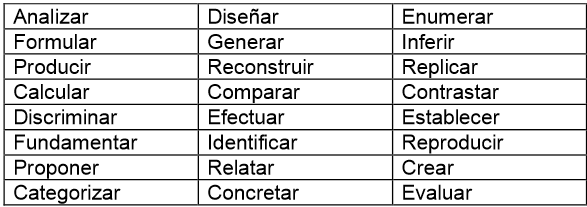 Analizar Diseñar Enumerar
Formular Generar Inferir
Producir Reconstruir Replicar
Calcular Comparar Contrastar
Discriminar Efectuar Establecer
Fundamentar Identificar Reproducir
Proponer Relatar Crear
Categorizar Concretar Evaluar